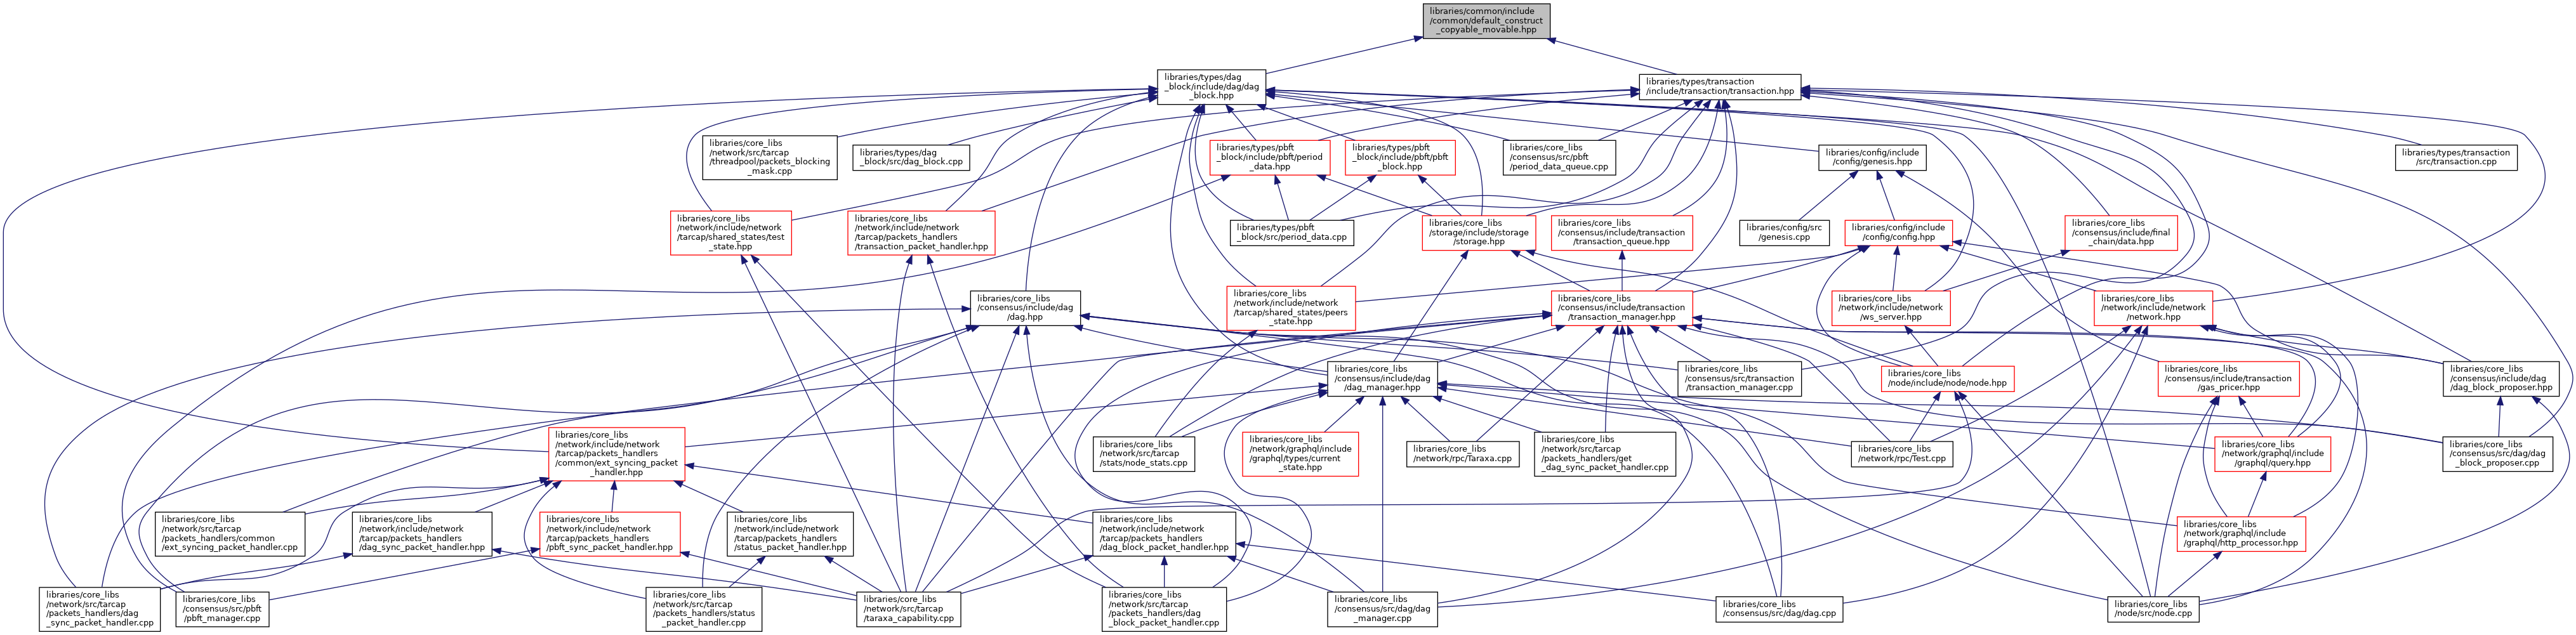 libraries/common/include
/common/default_construct
_copyable_movable.hpp
libraries/types/dag
_block/include/dag/dag
_block.hpp
libraries/types/transaction
/include/transaction/transaction.hpp
libraries/core_libs
/network/src/tarcap
/threadpool/packets_blocking
_mask.cpp
libraries/types/dag
_block/src/dag_block.cpp
libraries/types/pbft
_block/include/pbft/period
_data.hpp
libraries/types/pbft
_block/include/pbft/pbft
_block.hpp
libraries/core_libs
/consensus/src/pbft
/period_data_queue.cpp
libraries/config/include
/config/genesis.hpp
libraries/types/transaction
/src/transaction.cpp
libraries/core_libs
/network/include/network
/tarcap/shared_states/test
_state.hpp
libraries/core_libs
/network/include/network
/tarcap/packets_handlers
/transaction_packet_handler.hpp
libraries/types/pbft
_block/src/period_data.cpp
libraries/core_libs
/storage/include/storage
/storage.hpp
libraries/core_libs
/consensus/include/transaction
/transaction_queue.hpp
libraries/config/src
/genesis.cpp
libraries/config/include
/config/config.hpp
libraries/core_libs
/consensus/include/final
_chain/data.hpp
libraries/core_libs
/consensus/include/dag
/dag.hpp
libraries/core_libs
/network/include/network
/tarcap/shared_states/peers
_state.hpp
libraries/core_libs
/consensus/include/transaction
/transaction_manager.hpp
libraries/core_libs
/network/include/network
/ws_server.hpp
libraries/core_libs
/network/include/network
/network.hpp
libraries/core_libs
/consensus/include/dag
/dag_manager.hpp
libraries/core_libs
/consensus/src/transaction
/transaction_manager.cpp
libraries/core_libs
/node/include/node/node.hpp
libraries/core_libs
/consensus/include/transaction
/gas_pricer.hpp
libraries/core_libs
/consensus/include/dag
/dag_block_proposer.hpp
libraries/core_libs
/network/include/network
/tarcap/packets_handlers
/common/ext_syncing_packet
_handler.hpp
libraries/core_libs
/network/src/tarcap
/stats/node_stats.cpp
libraries/core_libs
/network/graphql/include
/graphql/types/current
_state.hpp
libraries/core_libs
/network/rpc/Taraxa.cpp
libraries/core_libs
/network/src/tarcap
/packets_handlers/get
_dag_sync_packet_handler.cpp
libraries/core_libs
/network/rpc/Test.cpp
libraries/core_libs
/network/graphql/include
/graphql/query.hpp
libraries/core_libs
/consensus/src/dag/dag
_block_proposer.cpp
libraries/core_libs
/network/src/tarcap
/packets_handlers/common
/ext_syncing_packet_handler.cpp
libraries/core_libs
/network/include/network
/tarcap/packets_handlers
/dag_sync_packet_handler.hpp
libraries/core_libs
/network/include/network
/tarcap/packets_handlers
/pbft_sync_packet_handler.hpp
libraries/core_libs
/network/include/network
/tarcap/packets_handlers
/status_packet_handler.hpp
libraries/core_libs
/network/include/network
/tarcap/packets_handlers
/dag_block_packet_handler.hpp
libraries/core_libs
/network/graphql/include
/graphql/http_processor.hpp
libraries/core_libs
/network/src/tarcap
/packets_handlers/dag
_sync_packet_handler.cpp
libraries/core_libs
/consensus/src/pbft
/pbft_manager.cpp
libraries/core_libs
/network/src/tarcap
/packets_handlers/status
_packet_handler.cpp
libraries/core_libs
/network/src/tarcap
/taraxa_capability.cpp
libraries/core_libs
/network/src/tarcap
/packets_handlers/dag
_block_packet_handler.cpp
libraries/core_libs
/consensus/src/dag/dag
_manager.cpp
libraries/core_libs
/consensus/src/dag/dag.cpp
libraries/core_libs
/node/src/node.cpp